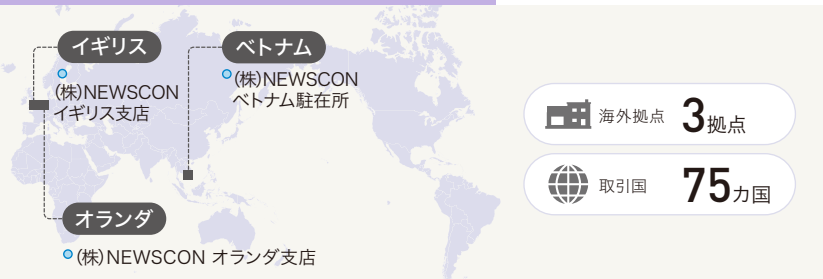 イギリス
(株)NEWSCON
イギリス支店
ベトナム
(株)NEWSCON
ベトナム駐在所
オランダ
(株)NEWSCON オランダ支店
海外拠点 3拠点
取引国 75カ国